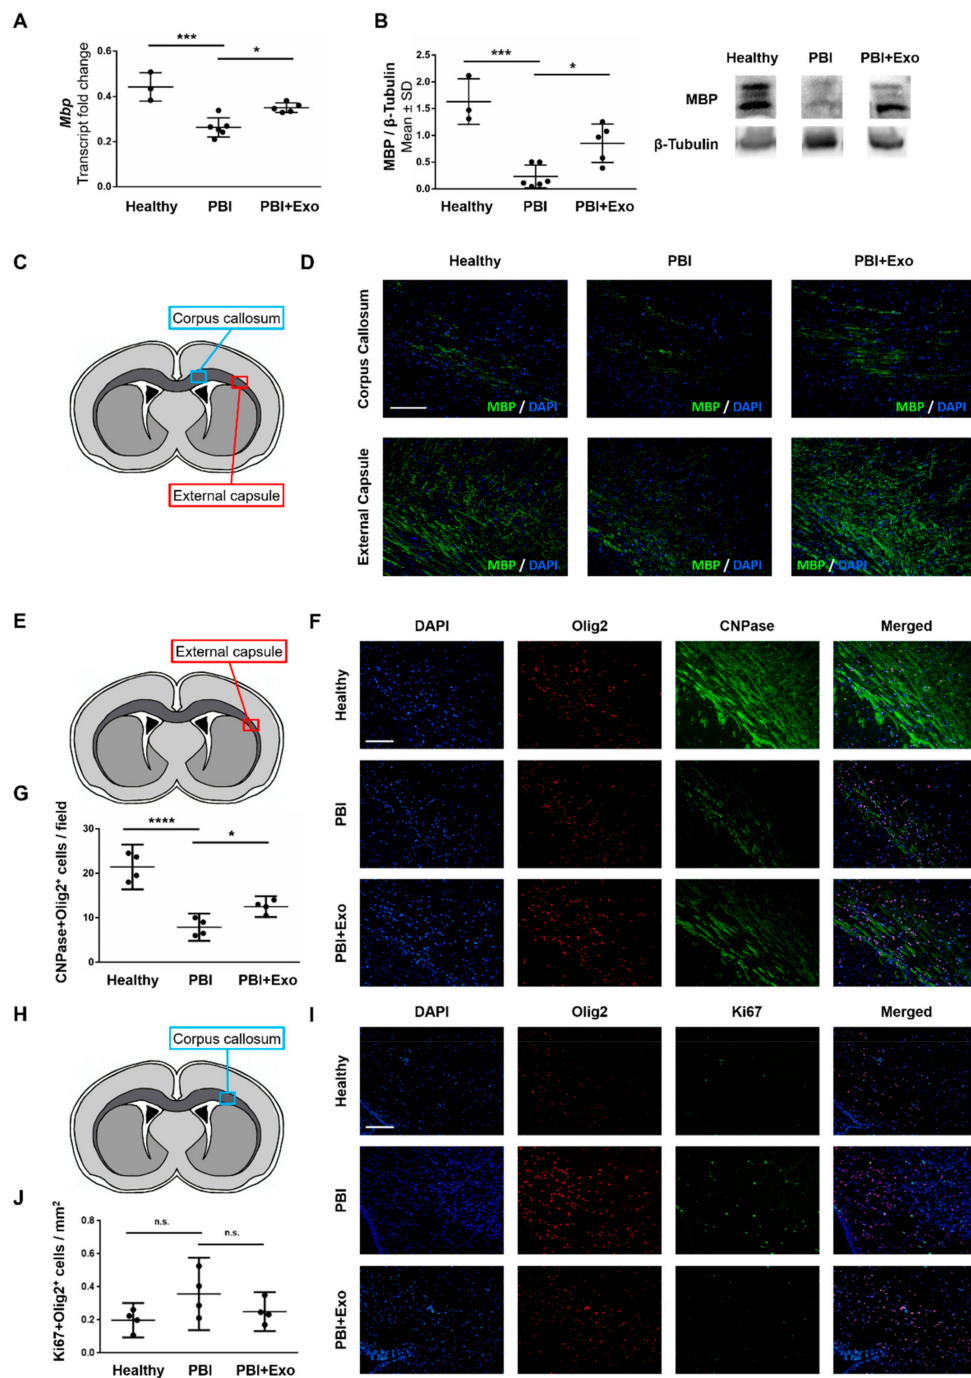 A
Mbp
Transcript fold change
0.6
0.4
0.2
0.0
***
*
Healthy
PBI
PBI+Exo
B
MBP / β-Tubulin
Mean ± SD
2.5
2.0
1.5
1.0
0.5
0.0
***
*
Healthy
PBI
PBI+Exo
Healthy
PBI
PBI+Exo
MBP
β-Tubulin
C
Corpus callosum
External capsule
D
Healthy
PBI
PBI+Exo
Corpus Callosum
MBP / DAPI
MBP / DAPI
MBP / DAPI
External Capsule
MBP / DAPI
MBP / DAPI
MBP / DAPI
E
External capsule
F
DAPI
Olig2
CNPase
Merged
Healthy
PBI
PBI+Exo
G
CNPase+Olig2⁺ cells / field
30
20
10
0
****
*
Healthy
PBI
PBI+Exo
H
Corpus callosum
I
DAPI
Olig2
Ki67
Merged
Healthy
PBI
PBI+Exo
J
Ki67+Olig2⁺ cells / mm²
0.8
0.6
0.4
0.2
0.0
n.s.
n.s.
Healthy
PBI
PBI+Exo